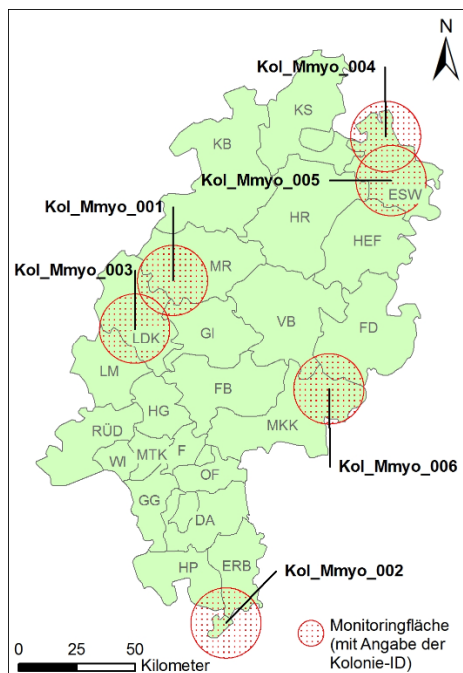 N
Kol_Mmyo_004
KS
KB
Kol_Mmyo_005
ESW
HR
Kol_Mmyo_001
HEF
MR
Kol_Mmyo_003
VB
FD
GI
LDK
LM
FB
HG
MKK
RÜD
F
MTK
WI
OF
Kol_Mmyo_006
GG
DA
HP
ERB
Kol_Mmyo_002
Monitoringfläche
(mit Angabe der
Kolonie-ID)
0 25 50
Kilometer